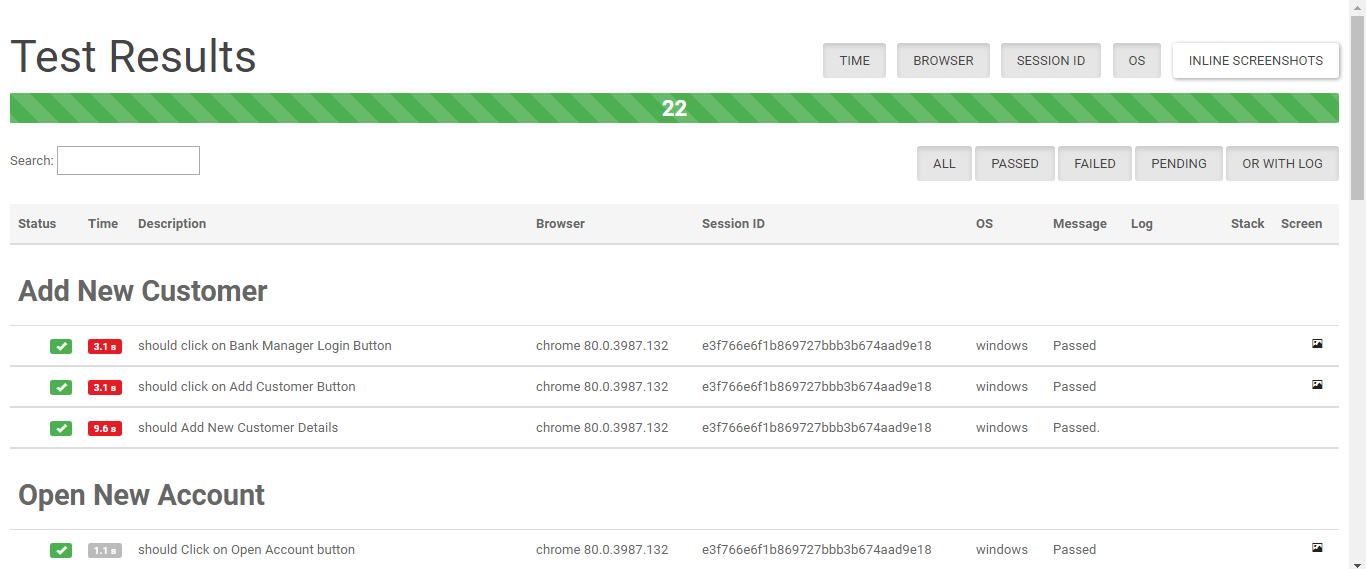 Test Results
TIME BROWSER SESSION ID OS INLINE SCREENSHOTS
22
Search: ALL PASSED FAILED PENDING OR WITH LOG
Status Time Description Browser Session ID OS Message Log Stack Screen
Add New Customer
3.1 s should click on Bank Manager Login Button chrome 80.0.3987.132 e3f766e6f1b869727bbb3b674aad9e18 windows Passed
3.1 s should click on Add Customer Button chrome 80.0.3987.132 e3f766e6f1b869727bbb3b674aad9e18 windows Passed
9.6 s should Add New Customer Details chrome 80.0.3987.132 e3f766e6f1b869727bbb3b674aad9e18 windows Passed.
Open New Account
1.1 s should Click on Open Account button chrome 80.0.3987.132 e3f766e6f1b869727bbb3b674aad9e18 windows Passed